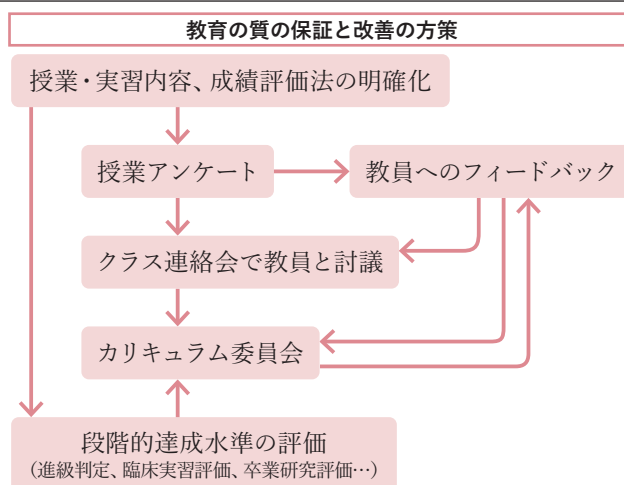 教育の質の保証と改善の方策
授業・実習内容、成績評価法の明確化
授業アンケート
教員へのフィードバック
クラス連絡会で教員と討議
カリキュラム委員会
段階的達成水準の評価
(進級判定、臨床実習評価、卒業研究評価…)